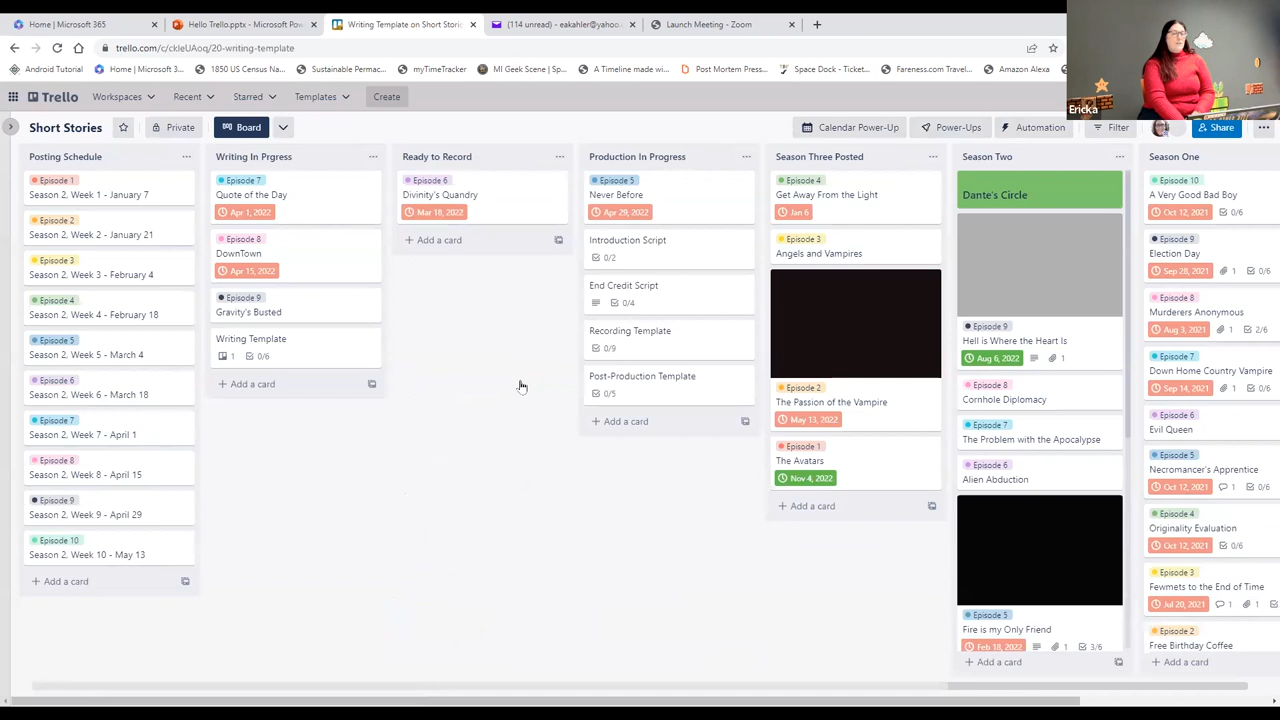 Home | Microsoft 365
Hello Trello.pptx - Microsoft Pow
Writing Template on Short Storie
(114 unread) - eakahler@yahoo.
Launch Meeting - Zoom
trello.com/c/ckleUAoq/20-writing-template
Android Tutorial
Home | Microsoft 3...
1850 US Census Na...
Sustainable Permac...
myTimeTracker
MI Geek Scene | Sp...
A Timeline made wi...
Post Mortem Press...
Space Dock - Ticket...
Fareness.com Travel...
Amazon Alexa
Ericka
Trello
Workspaces
Recent
Starred
Templates
Create
Short Stories
Private
Board
Calendar Power-Up
Power-Ups
Automation
Filter
Share
Posting Schedule
Episode 1
Season 2, Week 1 - January 7
Episode 2
Season 2, Week 2 - January 21
Episode 3
Season 2, Week 3 - February 4
Episode 4
Season 2, Week 4 - February 18
Episode 5
Season 2, Week 5 - March 4
Episode 6
Season 2, Week 6 - March 18
Episode 7
Season 2, Week 7 - April 1
Episode 8
Season 2, Week 8 - April 15
Episode 9
Season 2, Week 9 - April 29
Episode 10
Season 2, Week 10 - May 13
Add a card
Writing In Prgress
Episode 7
Quote of the Day
Apr 1, 2022
Episode 8
DownTown
Apr 15, 2022
Episode 9
Gravity's Busted
Writing Template
1 0/6
Add a card
Ready to Record
Episode 6
Divinity's Quandry
Mar 18, 2022
Add a card
Production In Progress
Episode 5
Never Before
Apr 29, 2022
Introduction Script
0/2
End Credit Script
0/4
Recording Template
0/9
Post-Production Template
0/5
Add a card
Season Three Posted
Episode 4
Get Away From the Light
Jan 6
Episode 3
Angels and Vampires
Episode 2
The Passion of the Vampire
May 13, 2022
Episode 1
The Avatars
Nov 4, 2022
Add a card
Season Two
Dante's Circle
Episode 9
Hell is Where the Heart Is
Aug 6, 2022 1
Episode 8
Cornhole Diplomacy
Episode 7
The Problem with the Apocalypse
Episode 6
Alien Abduction
Episode 5
Fire is my Only Friend
Feb 18, 2022 1 3/6
Add a card
Season One
Episode 10
A Very Good Bad Boy
Oct 12, 2021 0/6
Episode 9
Election Day
Sep 28, 2021 1 0/6
Episode 8
Murderers Anonymous
Aug 3, 2021 1 2/6
Episode 7
Down Home Country Vampire
Sep 14, 2021 1 0/6
Episode 6
Evil Queen
Episode 5
Necromancer's Apprentice
Oct 12, 2021 1 0/6
Episode 4
Originality Evaluation
Oct 12, 2021 0/6
Episode 3
Fewmets to the End of Time
Jul 20, 2021 1 1
Episode 2
Free Birthday Coffee
Add a card